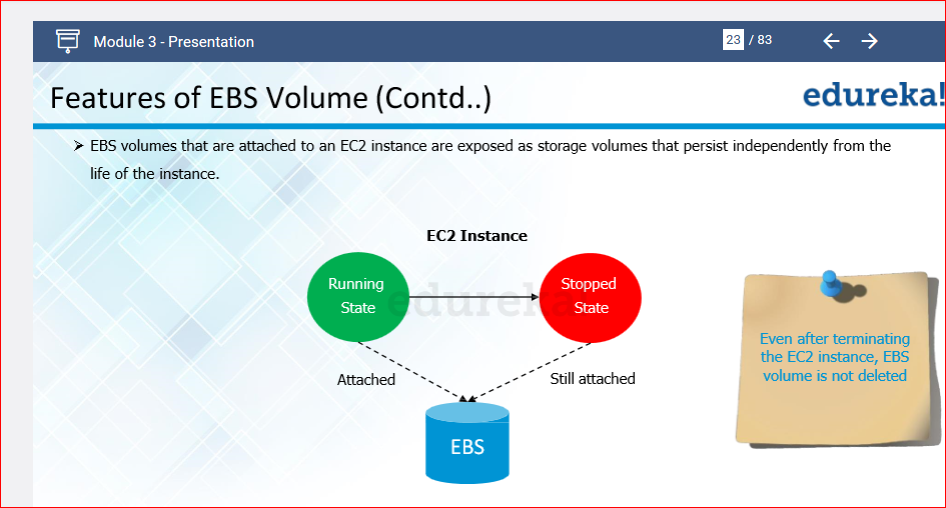 Module 3 - Presentation
23 / 83
Features of EBS Volume (Contd..)
edureka!
➢ EBS volumes that are attached to an EC2 instance are exposed as storage volumes that persist independently from the
life of the instance.
EC2 Instance
Running
State
Stopped
State
edureka
Attached
Still attached
EBS
Even after terminating
the EC2 instance, EBS
volume is not deleted